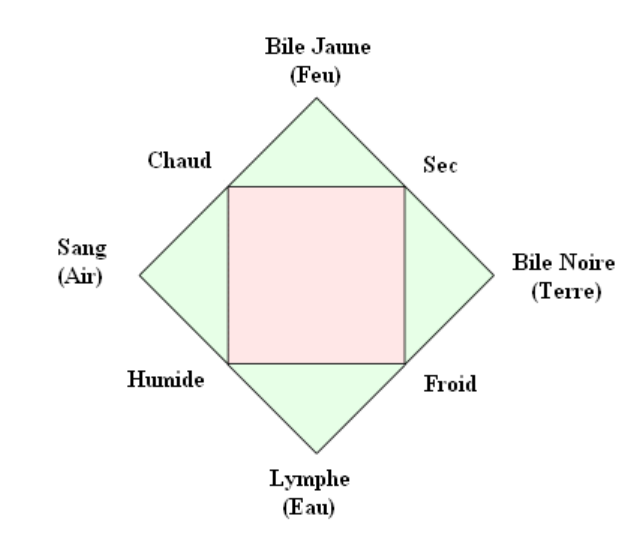 Bile Jaune
(Feu)
Chaud
Sec
Sang
(Air)
Bile Noire
(Terre)
Humide
Froid
Lymphe
(Eau)